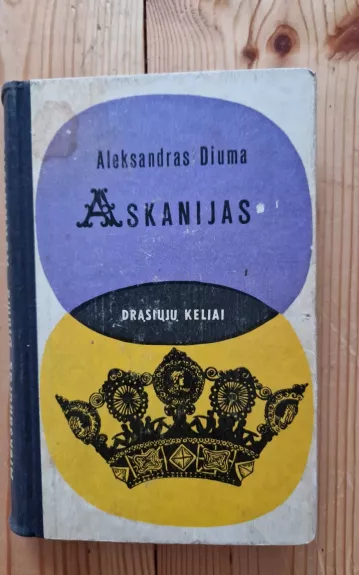 Aleksandras Diuma
ASKANIJAS
DRĄSIŲJŲ KELIAI